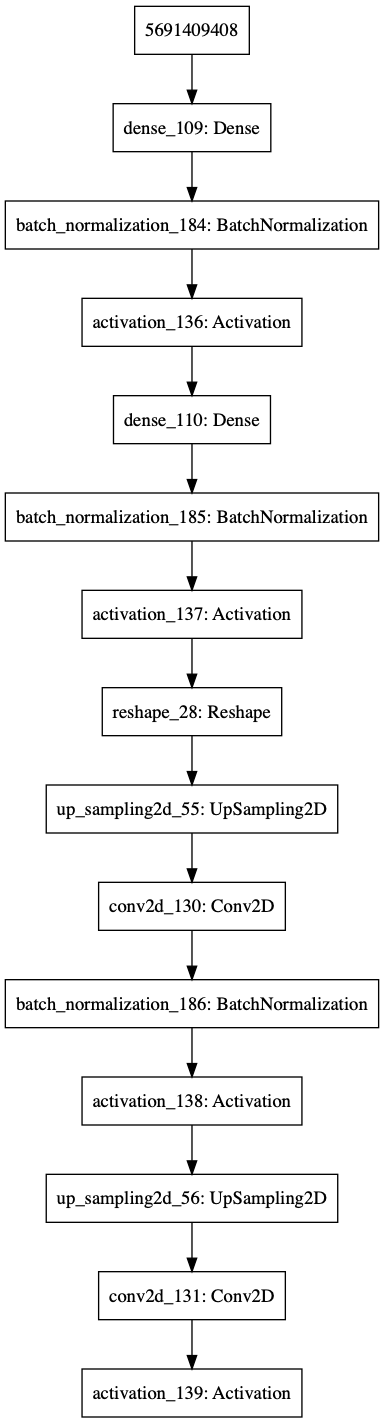 5691409408
dense_109: Dense
batch_normalization_184: BatchNormalization
activation_136: Activation
dense_110: Dense
batch_normalization_185: BatchNormalization
activation_137: Activation
reshape_28: Reshape
up_sampling2d_55: UpSampling2D
conv2d_130: Conv2D
batch_normalization_186: BatchNormalization
activation_138: Activation
up_sampling2d_56: UpSampling2D
conv2d_131: Conv2D
activation_139: Activation